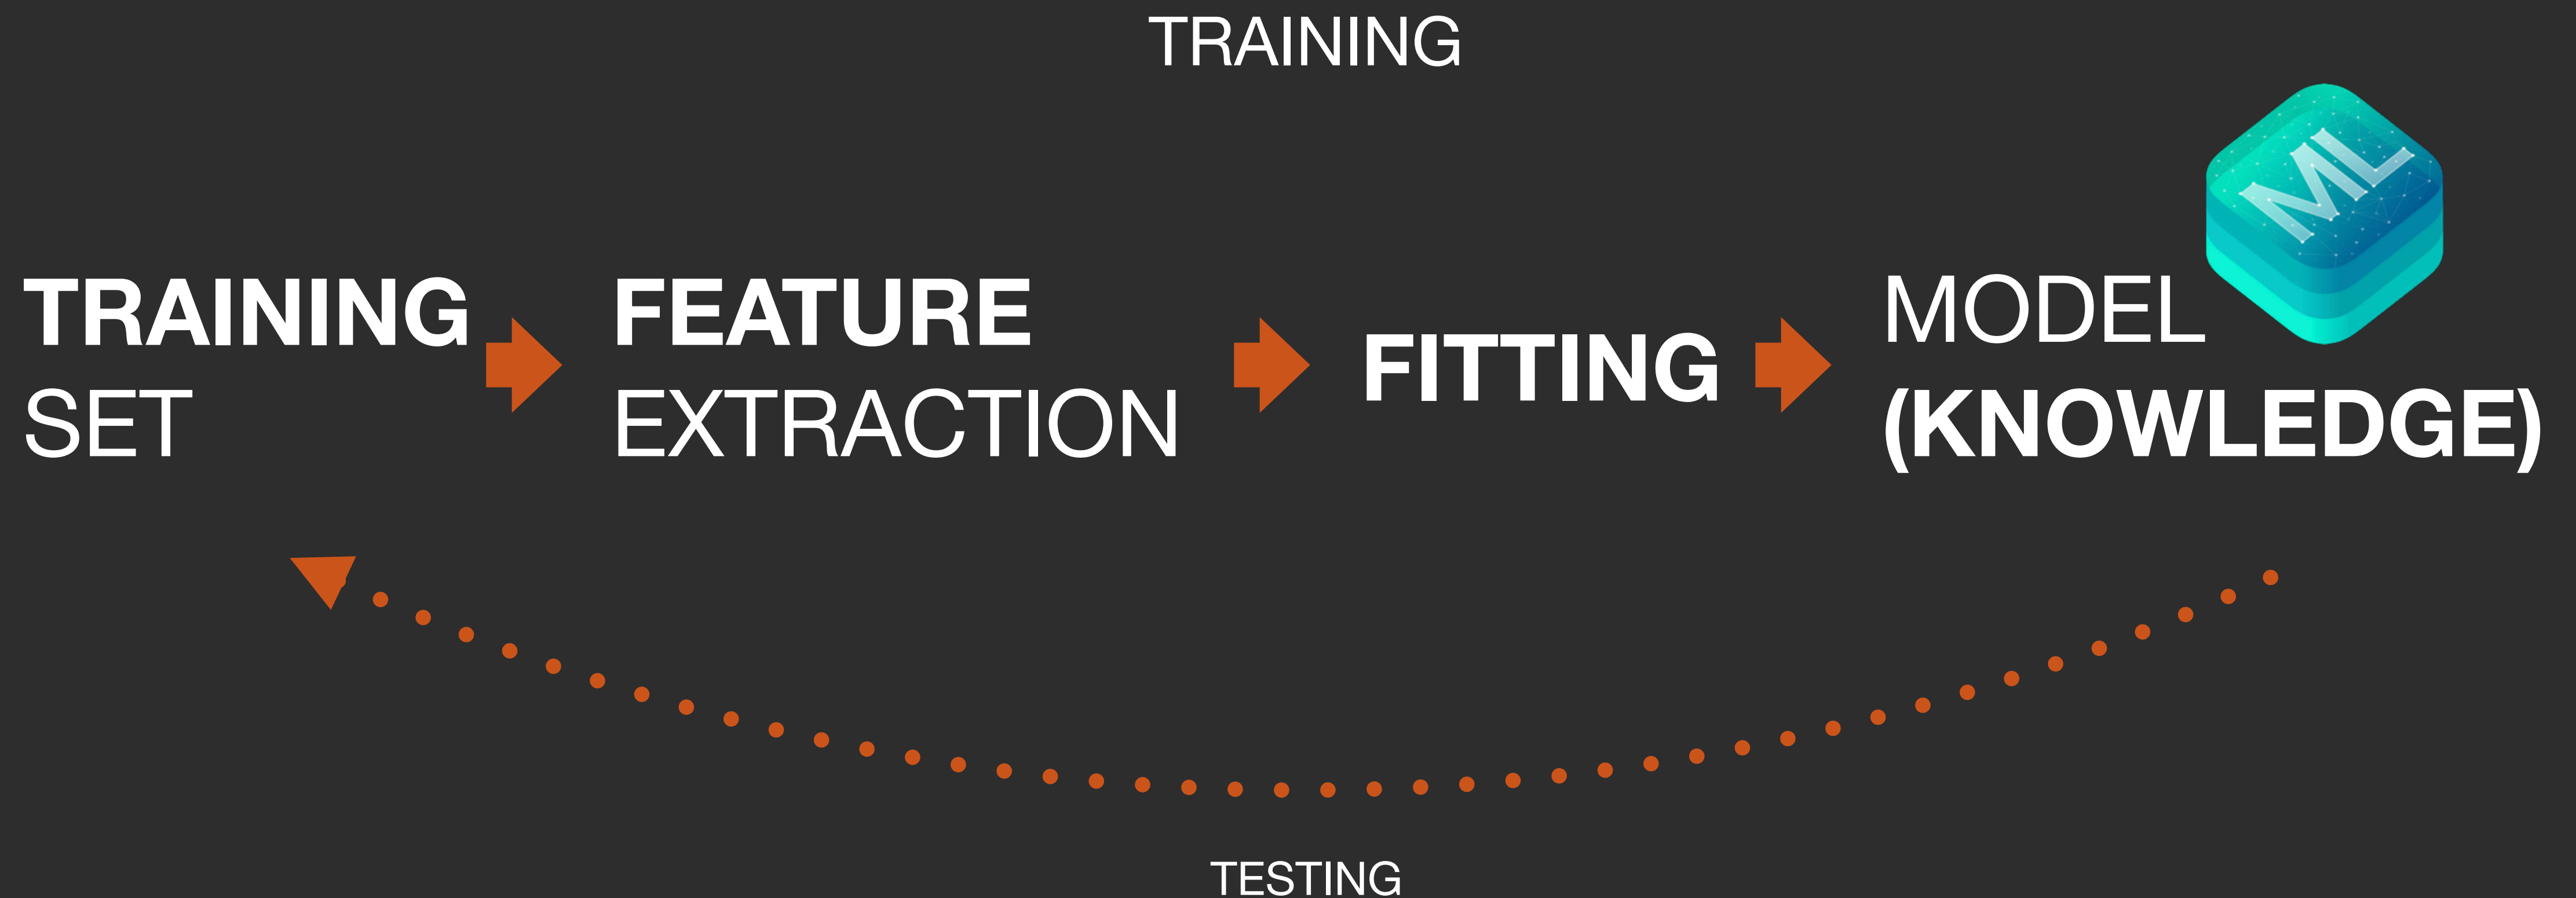 TRAINING
ML
TRAINING
SET
FEATURE
EXTRACTION
FITTING
MODEL
(KNOWLEDGE)
TESTING